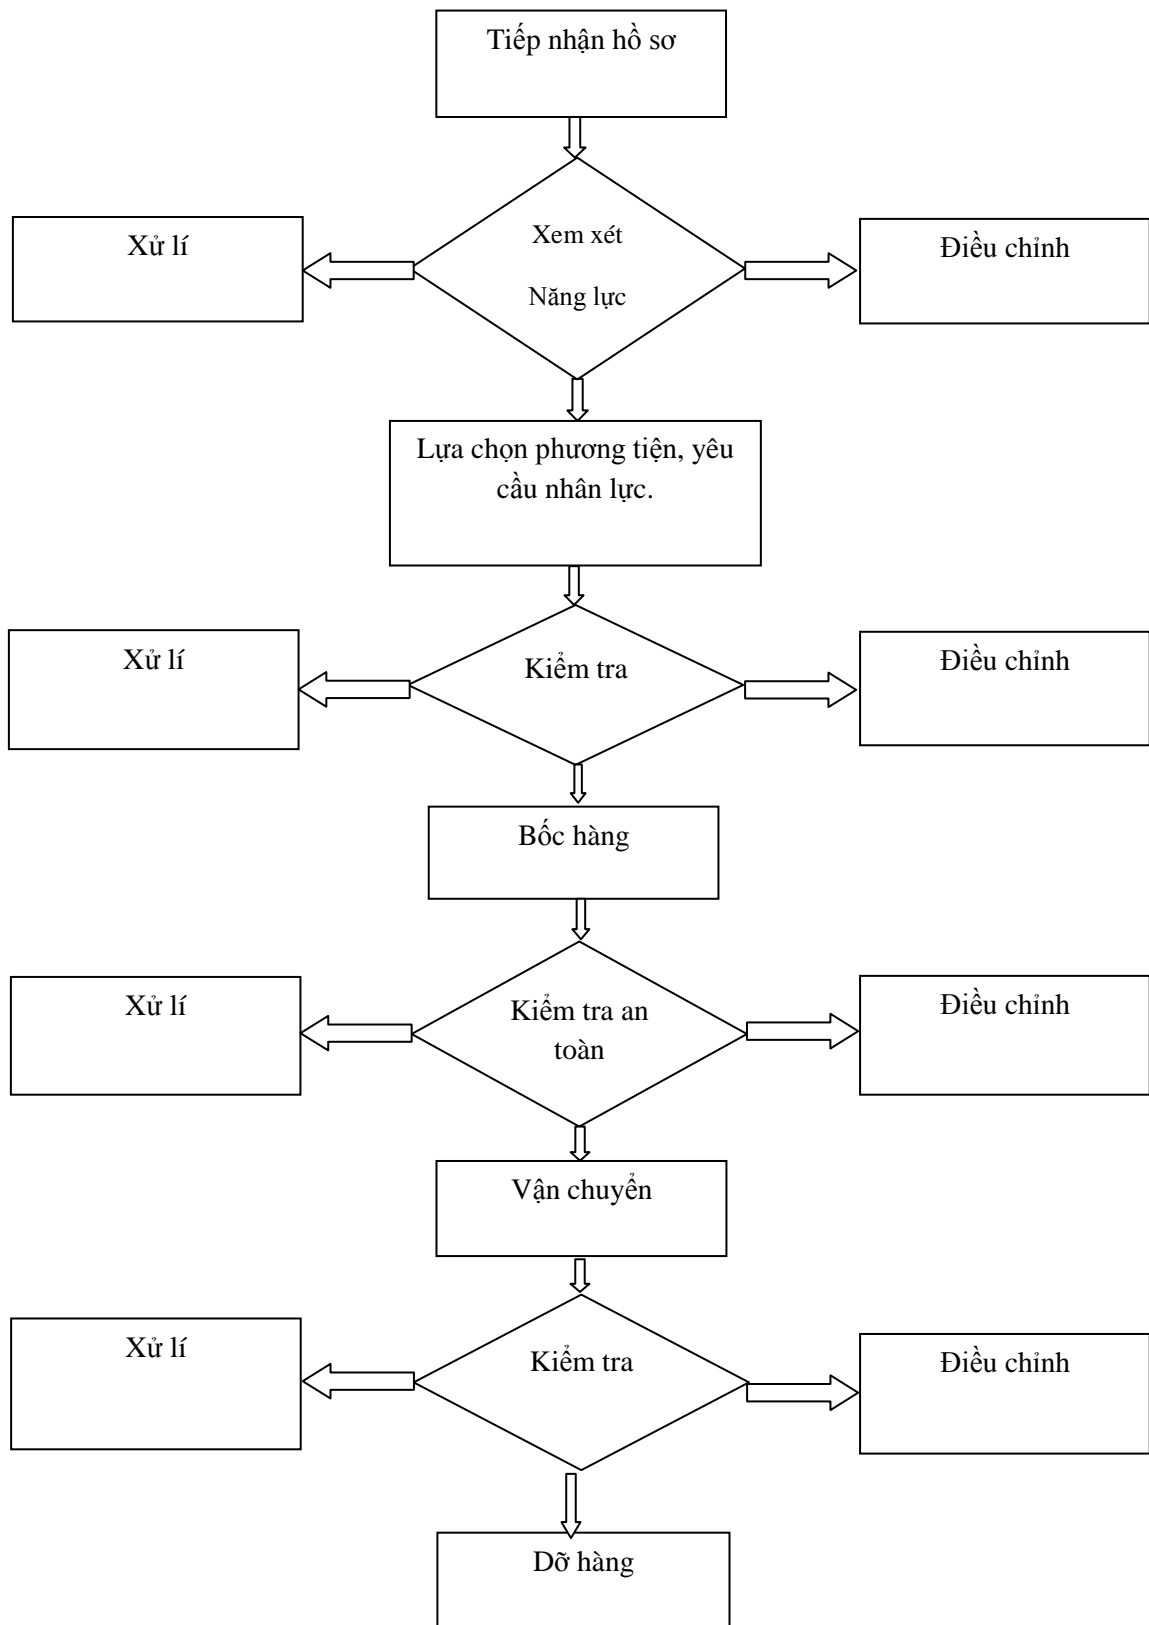 Tiếp nhận hồ sơ
Xem xét
Năng lực
Xử lí
Điều chỉnh
Lựa chọn phương tiện, yêu
cầu nhân lực.
Xử lí
Kiểm tra
Điều chỉnh
Bốc hàng
Xử lí
Kiểm tra an
toàn
Điều chỉnh
Vận chuyển
Xử lí
Kiểm tra
Điều chỉnh
Dỡ hàng